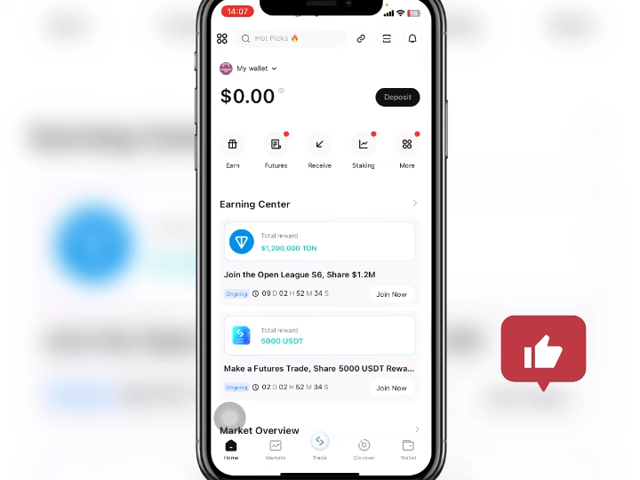 14:07
Hot Picks 🔥
My wallet
$0.00
Deposit
Earn
Futures
Receive
Staking
More
Earning Center
Total reward
$1,200,000 TON
Join the Open League S6, Share $1.2M
Ongoing 09 D 02 H 52 M 34 S
Join Now
Total reward
5000 USDT
Make a Futures Trade, Share 5000 USDT Rewa...
Ongoing 02 D 02 H 52 M 34 S
Join Now
Market Overview
Home
Markets
Trade
Discover
Wallet